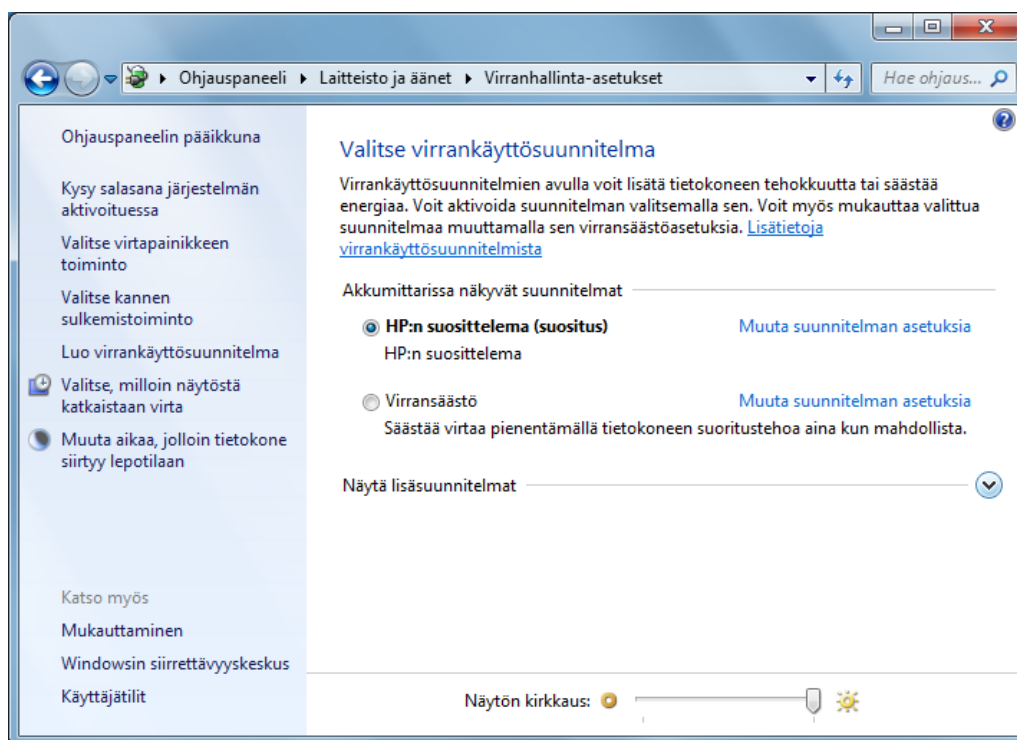 Ohjauspaneeli ▸ Laitteisto ja äänet ▸ Virranhallinta-asetukset
Hae ohjaus...
Ohjauspaneelin pääikkuna
Kysy salasana järjestelmän
aktivoituessa
Valitse virtapainikkeen
toiminto
Valitse kannen
sulkemistoiminto
Luo virrankäyttösuunnitelma
Valitse, milloin näytöstä
katkaistaan virta
Muuta aikaa, jolloin tietokone
siirtyy lepotilaan
Katso myös
Mukauttaminen
Windowsin siirrettävyyskeskus
Käyttäjätilit
Valitse virrankäyttösuunnitelma
Virrankäyttösuunnitelmien avulla voit lisätä tietokoneen tehokkuutta tai säästää
energiaa. Voit aktivoida suunnitelman valitsemalla sen. Voit myös mukauttaa valittua
suunnitelmaa muuttamalla sen virransäästöasetuksia. Lisätietoja
virrankäyttösuunnitelmista
Akkumittarissa näkyvät suunnitelmat
HP:n suosittelema (suositus) Muuta suunnitelman asetuksia
HP:n suosittelema
Virransäästö Muuta suunnitelman asetuksia
Säästää virtaa pienentämällä tietokoneen suoritustehoa aina kun mahdollista.
Näytä lisäsuunnitelmat
Näytön kirkkaus: